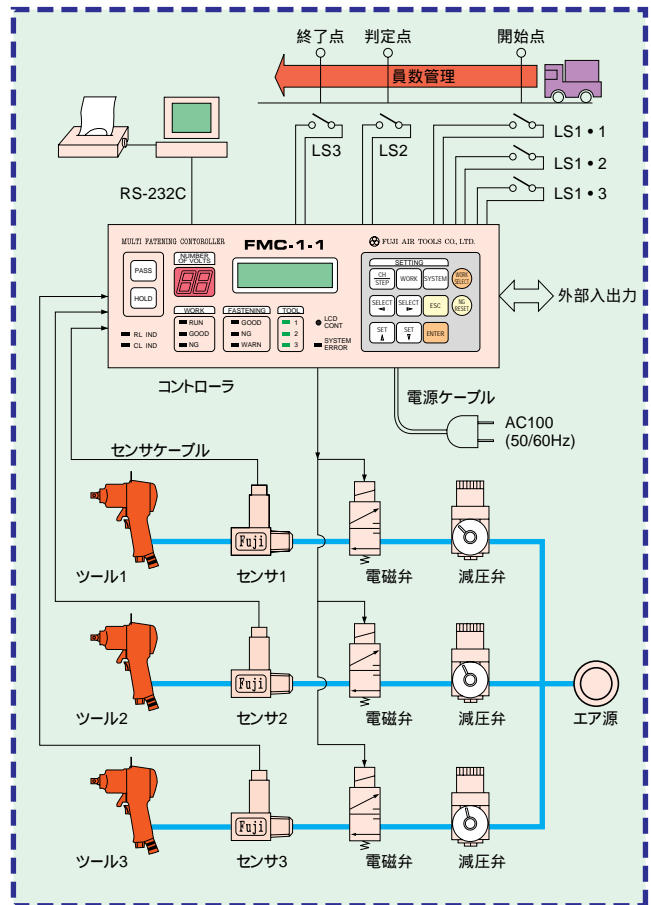 終了点 判定点 開始点
員数管理
LS3 LS2 LS1・1
LS1・2
LS1・3
RS-232C
MULTI FATENING CONTOROLLER FMC-1-1 FUJI AIR TOOLS CO., LTD.
NUMBER OF VOLTS
PASS
HOLD
RL IND
CL IND
WORK
RUN
GOOD
NG
FASTENING
GOOD
NG
WARN
TOOL
1
2
3
LCD CONT
SYSTEM ERROR
SETTING
CH STEP WORK SYSTEM WORK SELECT
SELECT SELECT ESC NG RESET
SET SET ENTER
外部入出力
コントローラ
電源ケーブル
AC100
(50/60Hz)
センサケーブル
Fuji
ツール1 センサ1 電磁弁 減圧弁
Fuji
ツール2 センサ2 電磁弁 減圧弁 エア源
Fuji
ツール3 センサ3 電磁弁 減圧弁